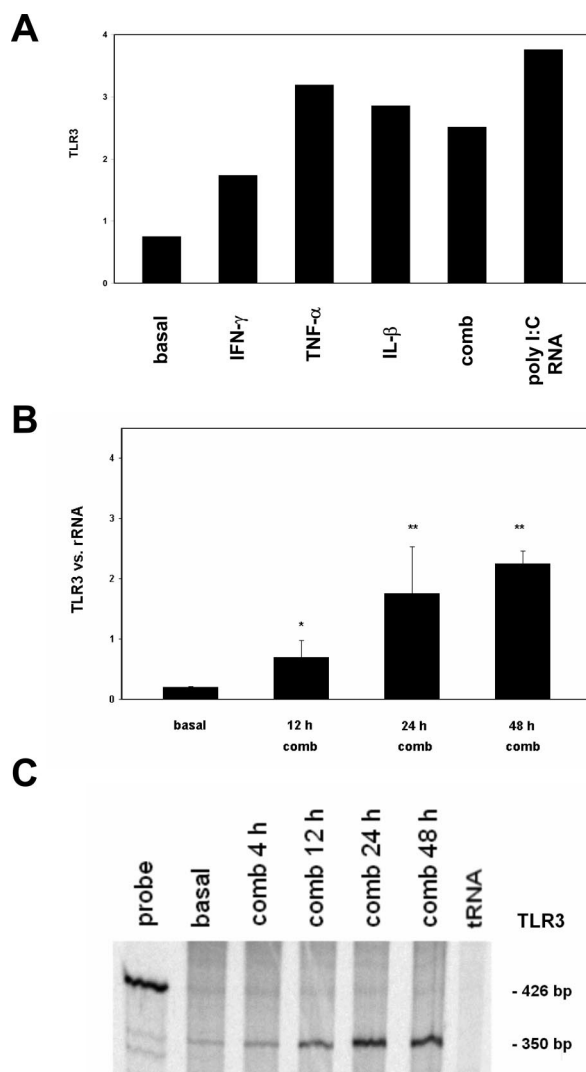 A
4
3
2
1
0
TLR3
basal
IFN-γ
TNF-α
IL-β
comb
poly I:C
RNA
B
4
3
2
1
0
TLR3 vs. rRNA
*
**
**
basal
12 h
comb
24 h
comb
48 h
comb
C
probe
basal
comb 4 h
comb 12 h
comb 24 h
comb 48 h
tRNA
TLR3
- 426 bp
- 350 bp